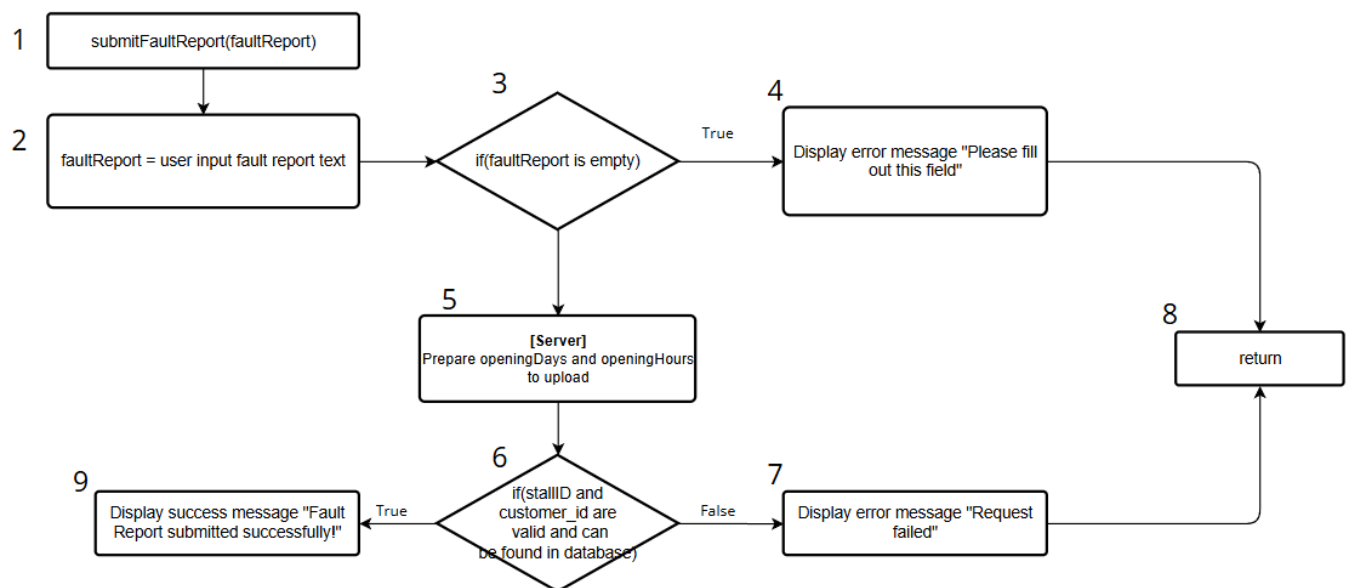 1
submitFaultReport(faultReport)
2
faultReport = user input fault report text
3
if(faultReport is empty)
True
4
Display error message "Please fill
out this field"
5
[Server]
Prepare openingDays and openingHours
to upload
8
return
6
if(stallID and
customer_id are
valid and can
be found in database)
False
7
Display error message "Request
failed"
True
9
Display success message "Fault
Report submitted successfully!"